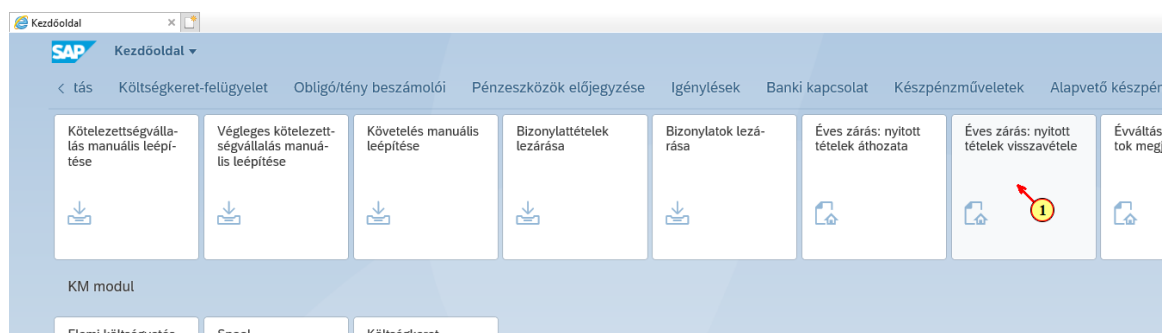 Kezdőoldal
SAP Kezdőoldal
tás Költségkeret-felügyelet Obligó/tény beszámolói Pénzeszközök előjegyzése Igénylések Banki kapcsolat Készpénzműveletek Alapvető készpén
Kötelezettségválla-
lás manuális leépí-
tése
Végleges kötelezett-
ségvállalás manuá-
lis leépítése
Követelés manuális
leépítése
Bizonylattételek
lezárása
Bizonylatok lezá-
rása
Éves zárás: nyitott
tételek áthozata
Éves zárás: nyitott
tételek visszavétele
Évváltás
tok megj
1
KM modul